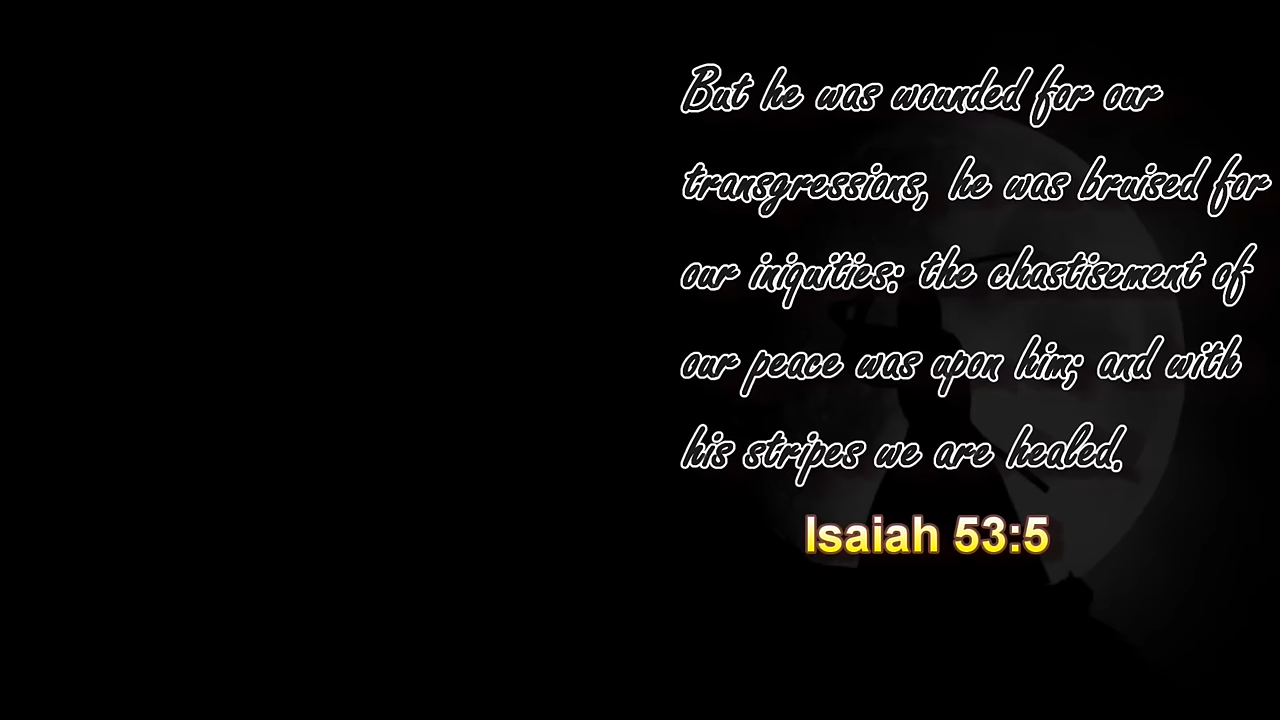 But he was wounded for our
transgressions, he was bruised for
our iniquities: the chastisement of
our peace was upon him; and with
his stripes we are healed.
Isaiah 53:5